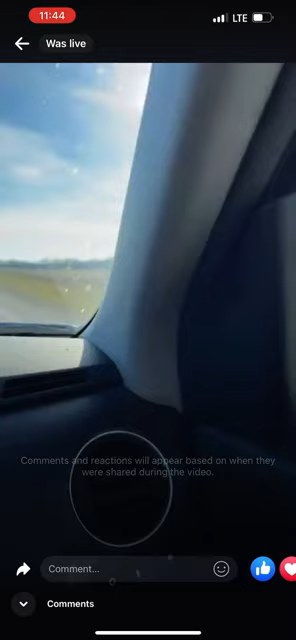 11:44
LTE
Was live
Comments and reactions will appear based on when they
were shared during the video.
Comment...
Comments